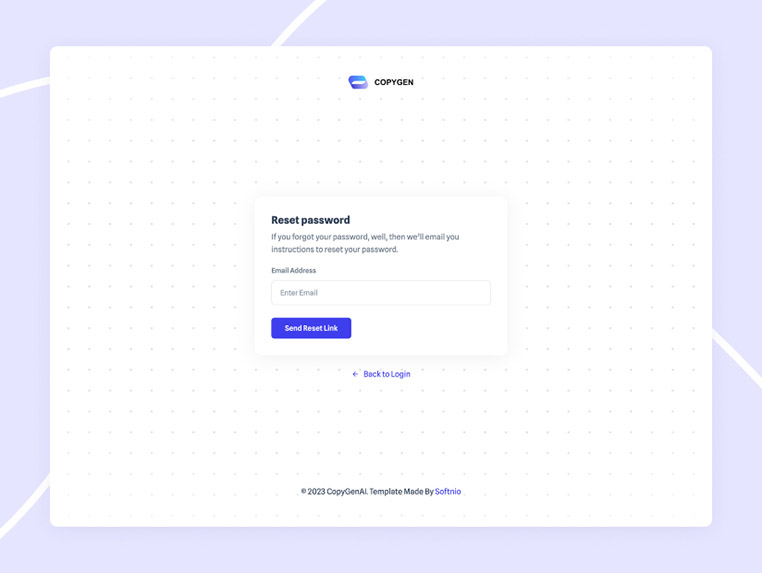 COPYGEN
Reset password
If you forgot your password, well, then we'll email you
instructions to reset your password.
Email Address
Enter Email
Send Reset Link
← Back to Login
© 2023 CopyGenAI. Template Made By Softnio